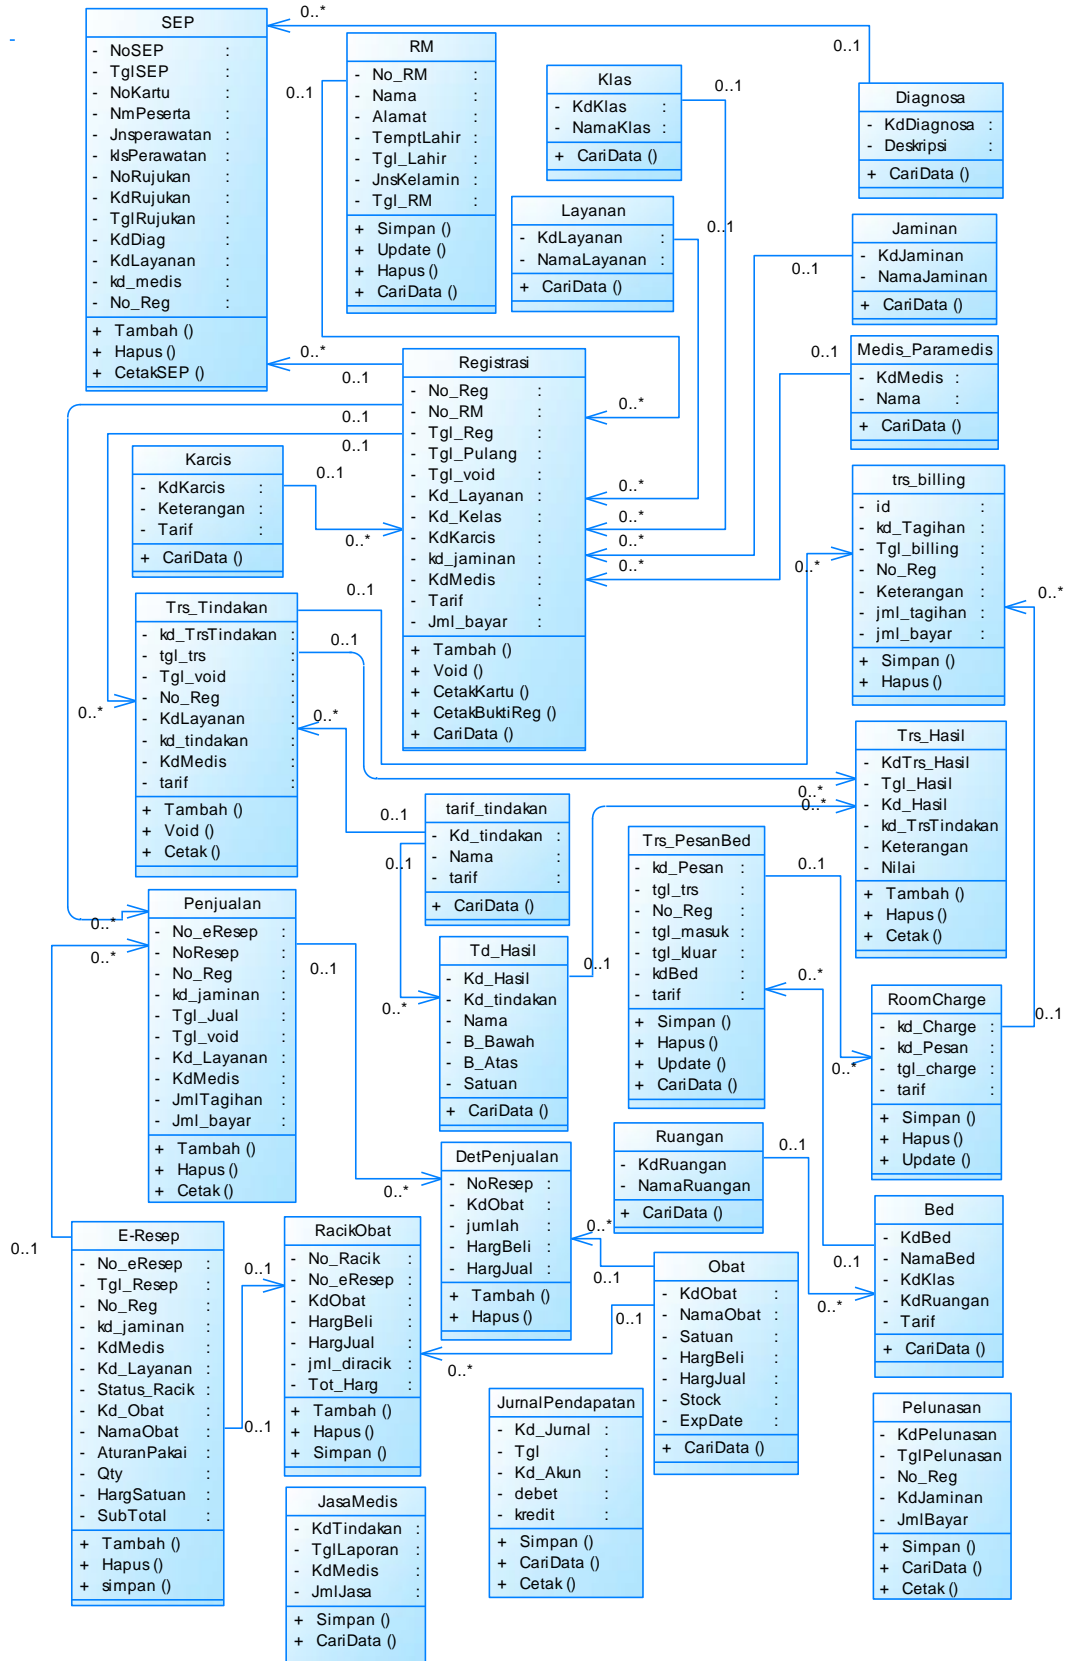 SEP
- NoSEP :
- TglSEP :
- NoKartu :
- NmPeserta :
- Jnsperawatan :
- klsPerawatan :
- NoRujukan :
- KdRujukan :
- TglRujukan :
- KdDiag :
- KdLayanan :
- kd_medis :
- No_Reg :
+ Tambah ()
+ Hapus ()
+ CetakSEP ()
0..*
0..1
RM
- No_RM :
- Nama :
- Alamat :
- TemptLahir :
- Tgl_Lahir :
- JnsKelamin :
- Tgl_RM :
+ Simpan ()
+ Update ()
+ Hapus ()
+ CariData ()
0..1
Klas
- KdKlas :
- NamaKlas :
+ CariData ()
0..1
Diagnosa
- KdDiagnosa :
- Deskripsi :
+ CariData ()
Layanan
- KdLayanan :
- NamaLayanan :
+ CariData ()
0..1
Jaminan
- KdJaminan
- NamaJaminan
+ CariData ()
0..1
Medis_Paramedis
- KdMedis :
- Nama :
+ CariData ()
0..1
Registrasi
- No_Reg :
- No_RM :
- Tgl_Reg :
- Tgl_Pulang :
- Tgl_void :
- Kd_Layanan :
- Kd_Kelas :
- KdKarcis :
- kd_jaminan :
- KdMedis :
- Tarif :
- Jml_bayar :
+ Tambah ()
+ Void ()
+ CetakKartu ()
+ CetakBuktiReg ()
+ CariData ()
0..*
0..1
0..1
0..1
0..*
0..*
0..*
0..*
0..*
Karcis
- KdKarcis :
- Keterangan :
- Tarif :
+ CariData ()
0..1
0..*
trs_billing
- id :
- kd_Tagihan :
- Tgl_billing :
- No_Reg :
- Keterangan :
- jml_tagihan :
- jml_bayar :
+ Simpan ()
+ Hapus ()
0..*
0..*
Trs_Tindakan
- kd_TrsTindakan :
- tgl_trs :
- Tgl_void :
- No_Reg :
- KdLayanan :
- kd_tindakan :
- KdMedis :
- tarif :
+ Tambah ()
+ Void ()
+ Cetak ()
0..1
0..1
0..*
0..*
Trs_Hasil
- KdTrs_Hasil
- Tgl_Hasil
- Kd_Hasil
- kd_TrsTindakan
- Keterangan
- Nilai
+ Tambah ()
+ Hapus ()
+ Cetak ()
0..*
0..*
tarif_tindakan
- Kd_tindakan :
- Nama :
- tarif :
+ CariData ()
0..1
0..1
Trs_PesanBed
- kd_Pesan :
- tgl_trs :
- No_Reg :
- tgl_masuk :
- tgl_kluar :
- kdBed :
- tarif :
+ Simpan ()
+ Hapus ()
+ Update ()
+ CariData ()
0..1
0..*
Penjualan
- No_eResep :
- NoResep :
- No_Reg :
- kd_jaminan :
- Tgl_Jual :
- Tgl_void :
- Kd_Layanan :
- KdMedis :
- JmlTagihan :
- Jml_bayar :
+ Tambah ()
+ Hapus ()
+ Cetak ()
0..*
0..*
0..1
Td_Hasil
- Kd_Hasil
- Kd_tindakan
- Nama
- B_Bawah
- B_Atas
- Satuan
+ CariData ()
0..1
0..*
RoomCharge
- kd_Charge :
- kd_Pesan :
- tgl_charge :
- tarif :
+ Simpan ()
+ Hapus ()
+ Update ()
0..1
0..*
DetPenjualan
- NoResep :
- KdObat :
- jumlah :
- HargBeli :
- HargJual :
+ Tambah ()
+ Hapus ()
0..*
0..*
Ruangan
- KdRuangan
- NamaRuangan
+ CariData ()
0..1
Bed
- KdBed
- NamaBed
- KdKlas
- KdRuangan
- Tarif
+ CariData ()
0..1
0..*
E-Resep
- No_eResep :
- Tgl_Resep :
- No_Reg :
- kd_jaminan :
- KdMedis :
- Kd_Layanan :
- Status_Racik :
- Kd_Obat :
- NamaObat :
- AturanPakai :
- Qty :
- HargSatuan :
- SubTotal :
+ Tambah ()
+ Hapus ()
+ simpan ()
0..1
0..1
0..1
RacikObat
- No_Racik :
- No_eResep :
- KdObat :
- HargBeli :
- HargJual :
- jml_diracik :
- Tot_Harg :
+ Tambah ()
+ Hapus ()
+ Simpan ()
0..*
Obat
- KdObat :
- NamaObat :
- Satuan :
- HargBeli :
- HargJual :
- Stock :
- ExpDate :
+ CariData ()
0..1
0..1
JurnalPendapatan
- Kd_Jurnal :
- Tgl :
- Kd_Akun :
- debet :
- kredit :
+ Simpan ()
+ CariData ()
+ Cetak ()
Pelunasan
- KdPelunasan
- TglPelunasan
- No_Reg
- KdJaminan
- JmlBayar
+ Simpan ()
+ CariData ()
+ Cetak ()
JasaMedis
- KdTindakan :
- TglLaporan :
- KdMedis :
- JmlJasa :
+ Simpan ()
+ CariData ()